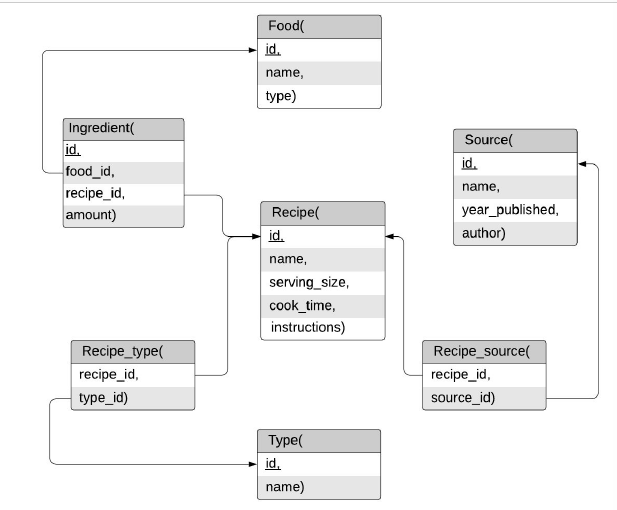 Food(
id,
name,
type)
Ingredient(
id,
food_id,
recipe_id,
amount)
Source(
id,
name,
year_published,
author)
Recipe(
id,
name,
serving_size,
cook_time,
instructions)
Recipe_type(
recipe_id,
type_id)
Recipe_source(
recipe_id,
source_id)
Type(
id,
name)